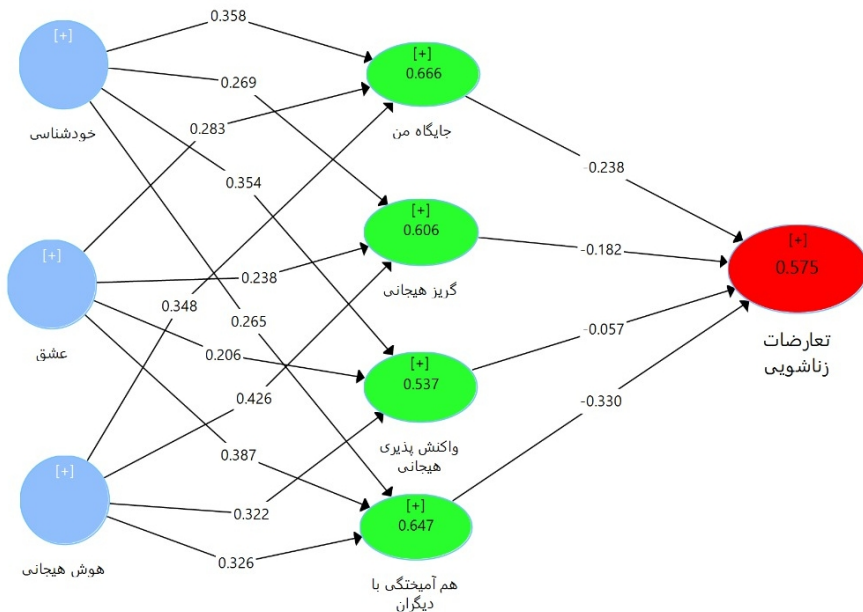 0.358
[+]
[+]
0.666
خودشناسی
جایگاه من
0.269
0.283
0.354
-0.238
[+]
0.606
گریز هیجانی
-0.182
[+]
0.575
تعارضات
زناشویی
[+]
عشق
0.238
0.348
0.265
0.206
-0.057
[+]
0.537
واکنش پذیری
هیجانی
0.426
-0.330
0.387
[+]
هوش هیجانی
0.322
0.326
[+]
0.647
هم آمیختگی با
دیگران